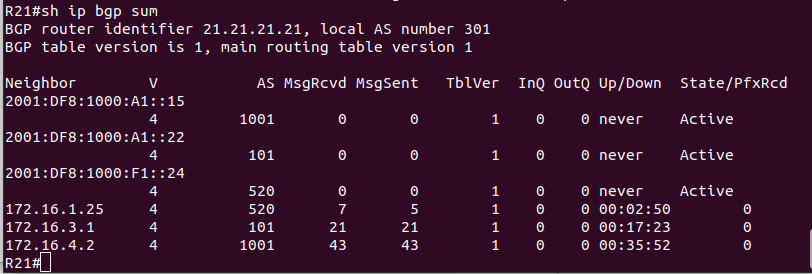 R21#sh ip bgp sum
BGP router identifier 21.21.21.21, local AS number 301
BGP table version is 1, main routing table version 1
Neighbor V AS MsgRcvd MsgSent TblVer InQ OutQ Up/Down State/PfxRcd
2001:DF8:1000:A1::15
4 1001 0 0 1 0 0 never Active
2001:DF8:1000:A1::22
4 101 0 0 1 0 0 never Active
2001:DF8:1000:F1::24
4 520 0 0 1 0 0 never Active
172.16.1.25 4 520 7 5 1 0 0 00:02:50 0
172.16.3.1 4 101 21 21 1 0 0 00:17:23 0
172.16.4.2 4 1001 43 43 1 0 0 00:35:52 0
R21#